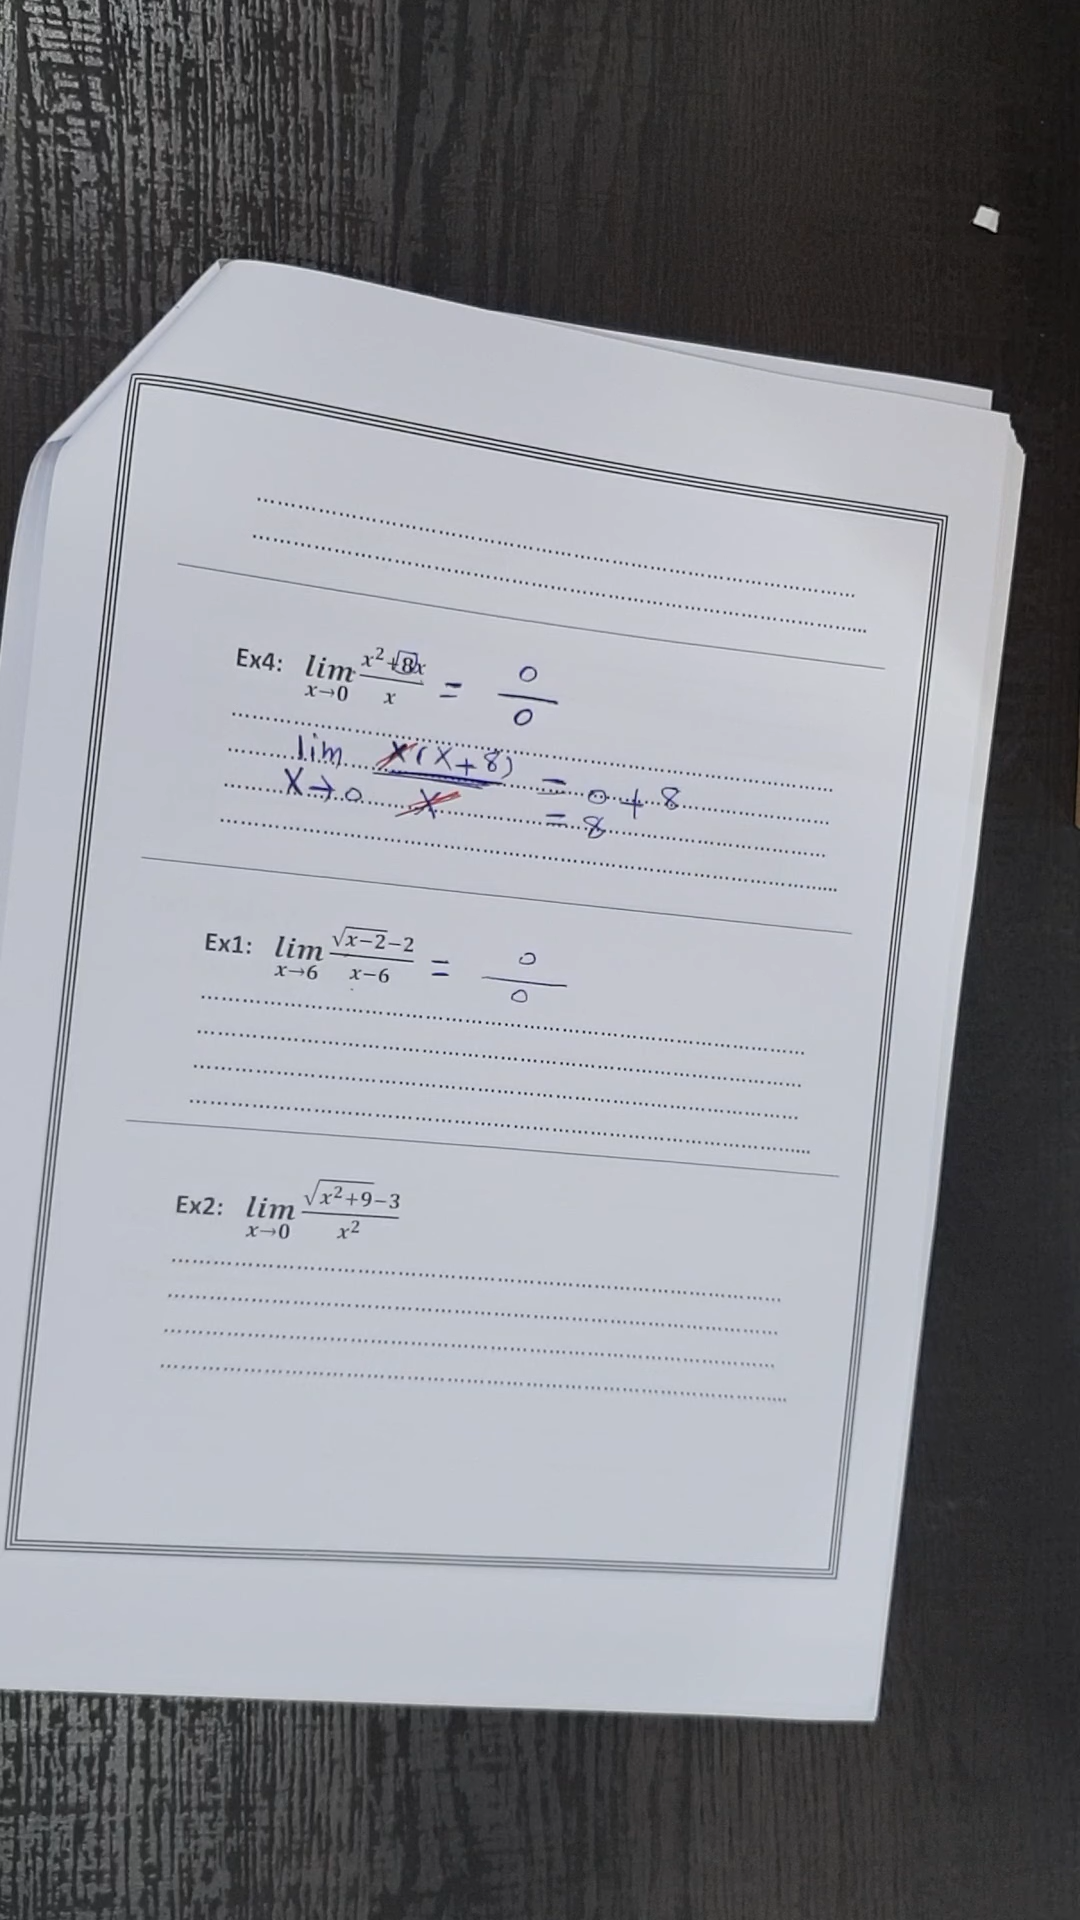 Ex4: lim x→0 (x²+8x)/x = 0/0
lim x→0 x(x+8)/x = 0+8
= 8
Ex1: lim x→6 (√(x−2)−2)/(x−6) = 0/0
Ex2: lim x→0 (√(x²+9)−3)/x²